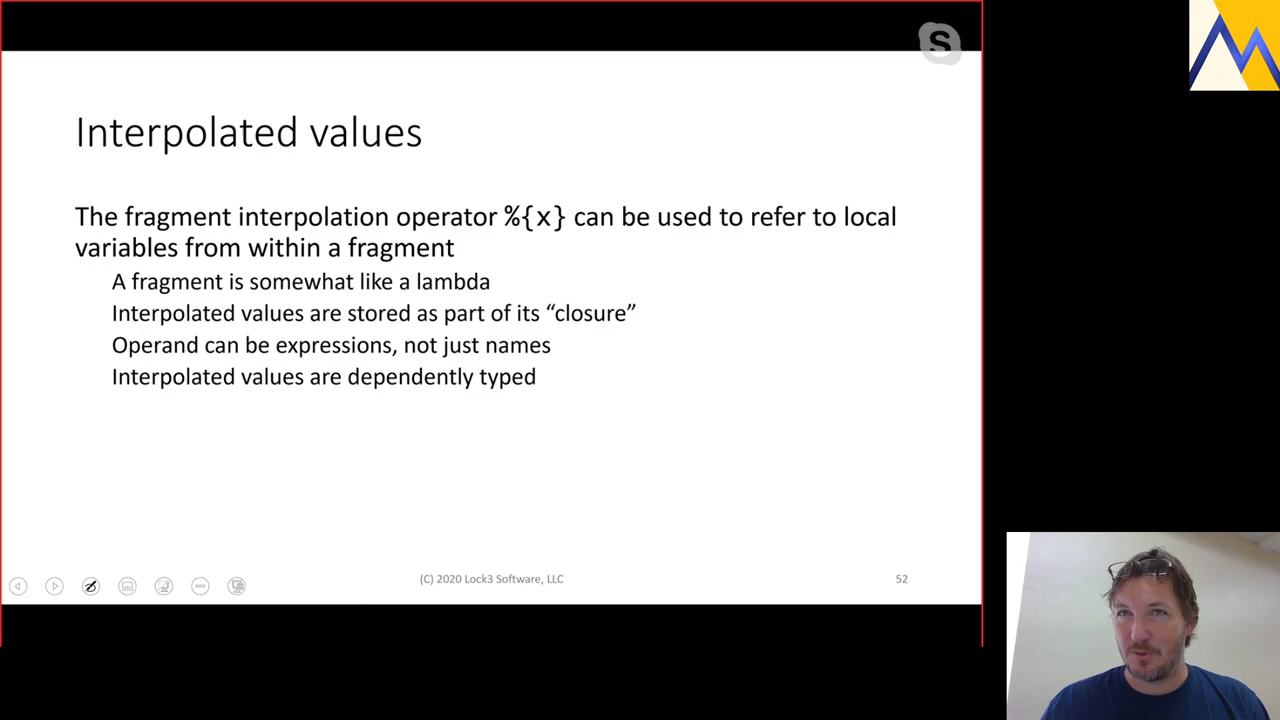 S
Interpolated values
The fragment interpolation operator %{x} can be used to refer to local
variables from within a fragment
A fragment is somewhat like a lambda
Interpolated values are stored as part of its “closure”
Operand can be expressions, not just names
Interpolated values are dependently typed
(C) 2020 Lock3 Software, LLC
52